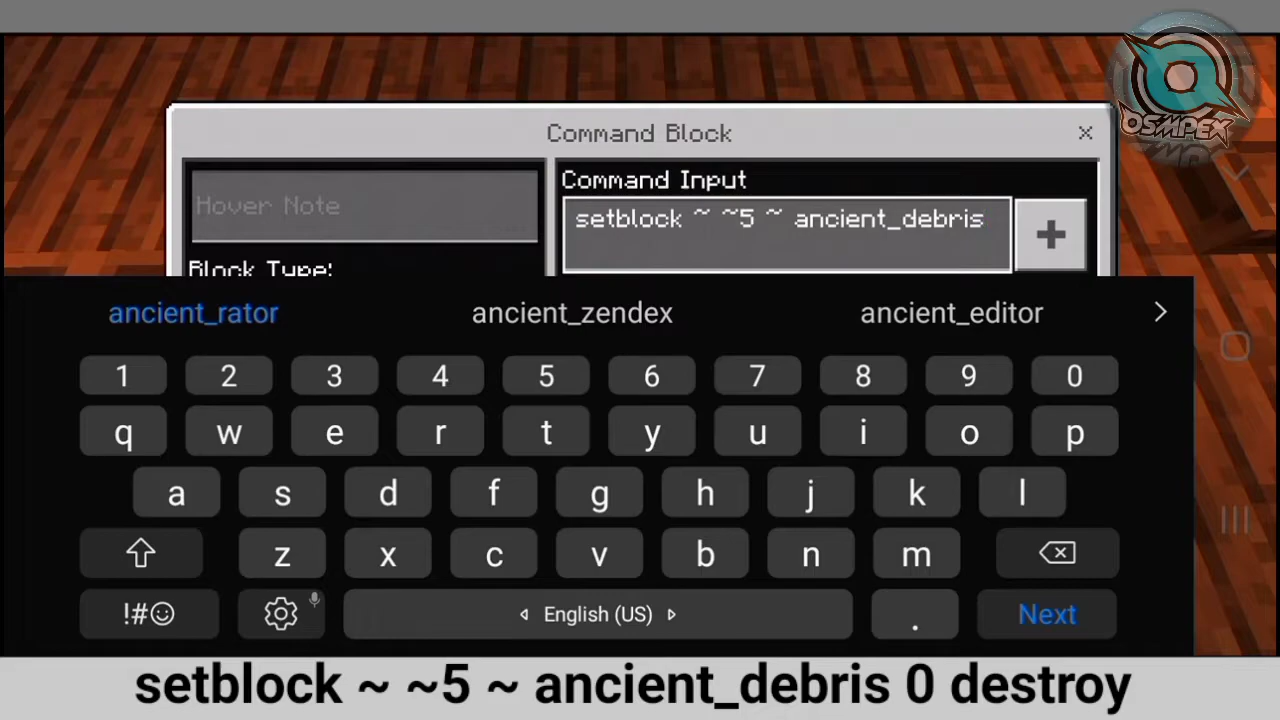 OSMPEX
Command Block
Hover Note
Command Input
setblock ~ ~5 ~ ancient_debris
Block Type:
ancient_rator ancient_zendex ancient_editor
1 2 3 4 5 6 7 8 9 0
q w e r t y u i o p
a s d f g h j k l
z x c v b n m
!#☺ English (US) . Next
setblock ~ ~5 ~ ancient_debris 0 destroy